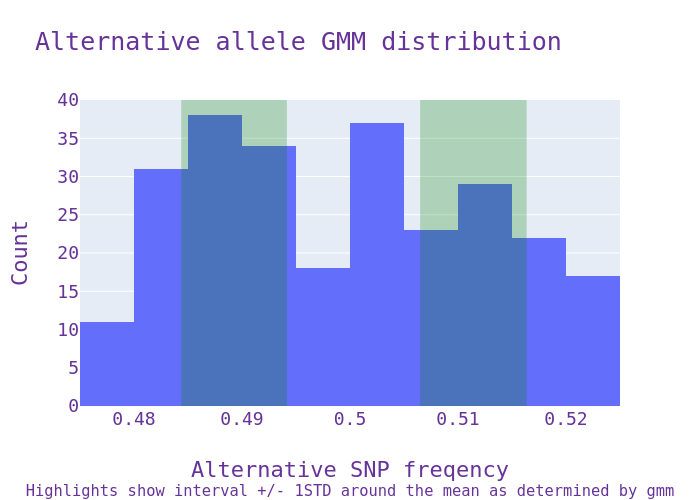 Alternative allele GMM distribution
40
35
30
25
20
15
10
5
0
Count
0.48 0.49 0.5 0.51 0.52
Alternative SNP freqency
Highlights show interval +/- 1STD around the mean as determined by gmm